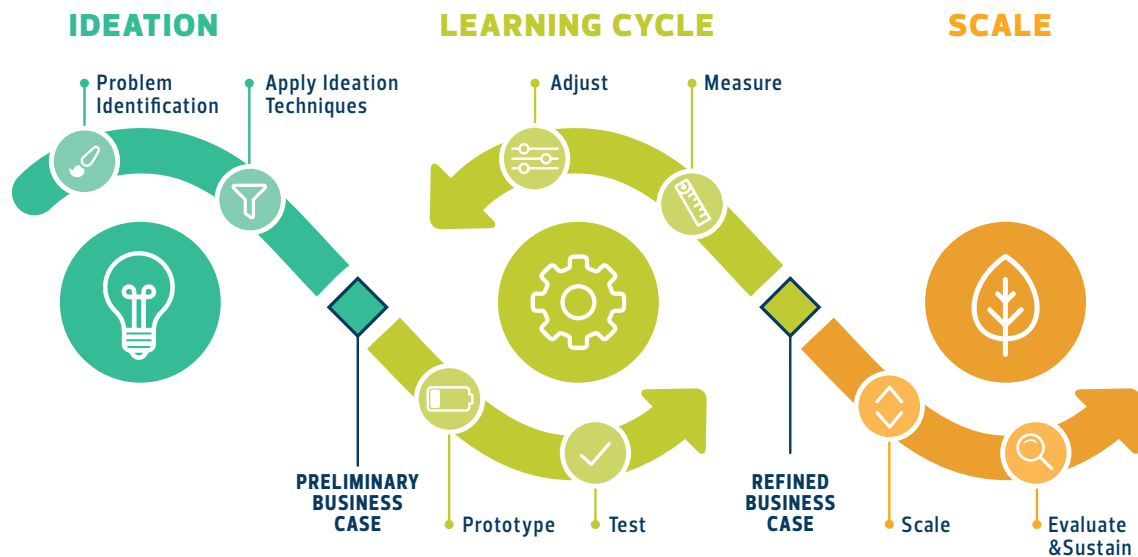 IDEATION
LEARNING CYCLE
SCALE
Problem
Identification
Apply Ideation
Techniques
Adjust
Measure
PRELIMINARY
BUSINESS
CASE
Prototype
Test
REFINED
BUSINESS
CASE
Scale
Evaluate
&Sustain